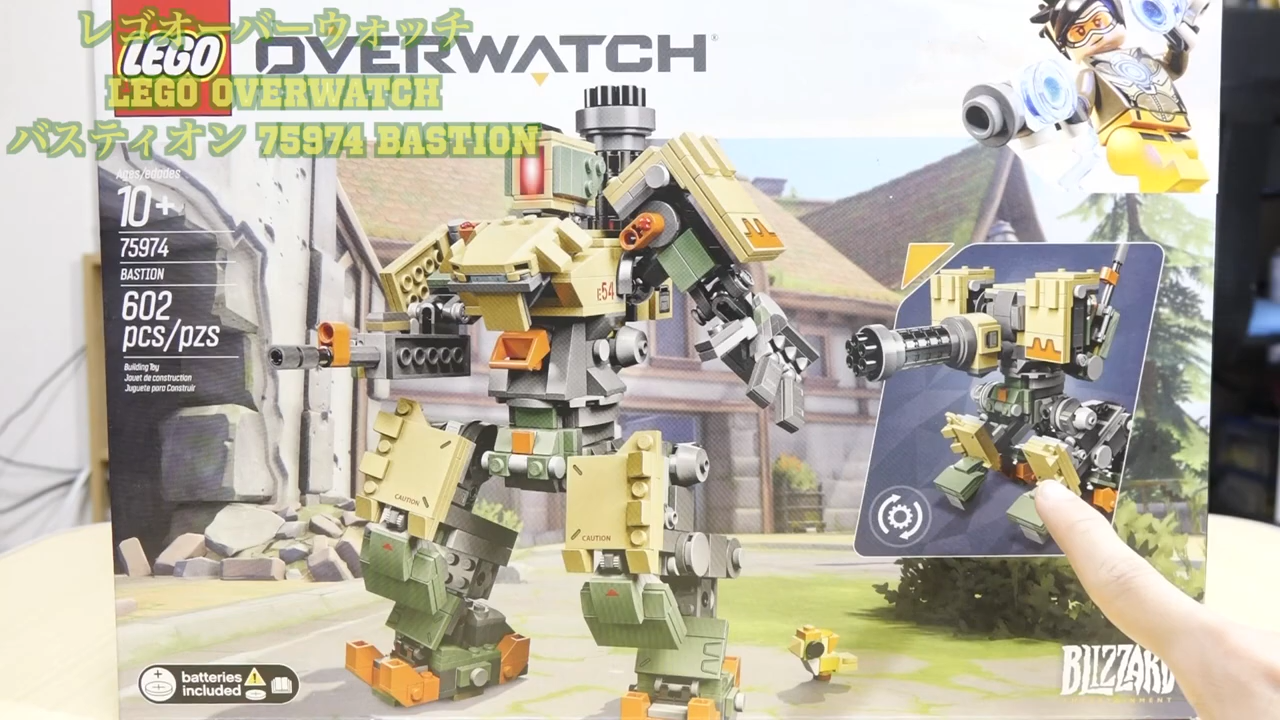 レゴオーバーウォッチ
LEGO OVERWATCH
バスティオン 75974 BASTION
LEGO
OVERWATCH®
Ages/edades
10+
75974
BASTION
602
pcs/pzs
Building Toy
Jouet de construction
Juguete para Construir
E54
CAUTION
CAUTION
batteries
included
BLIZZARD
ENTERTAINMENT